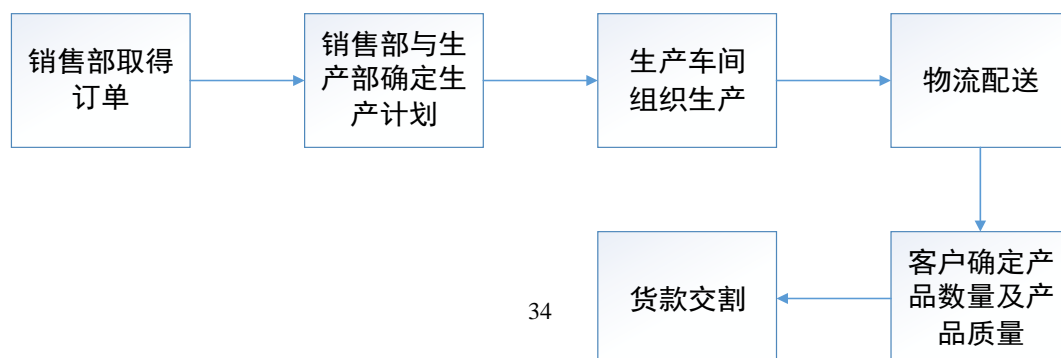 销售部取得
订单
销售部与生
产部确定生
产计划
生产车间
组织生产
物流配送
客户确定产
品数量及产
品质量
货款交割
34